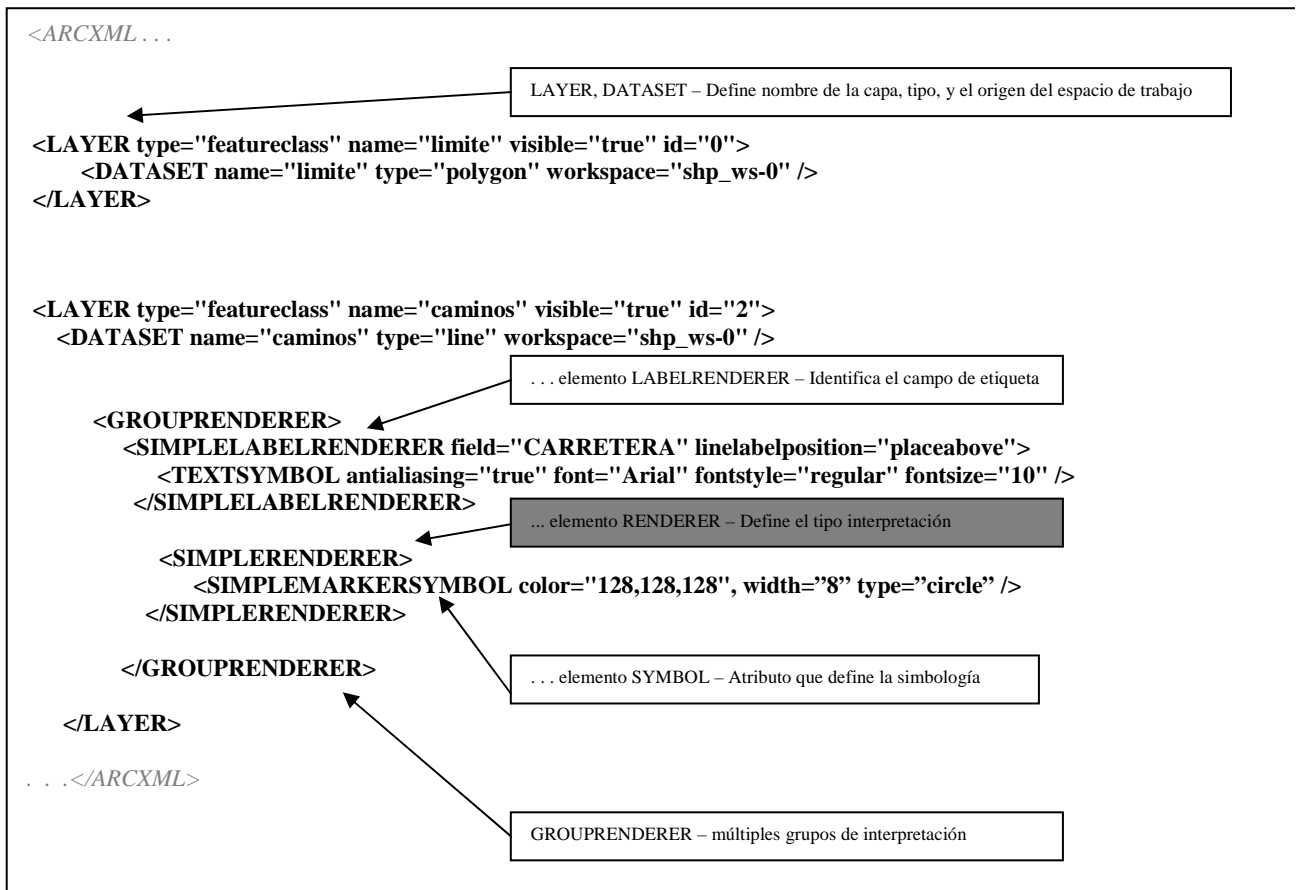 <ARCXML . . .
LAYER, DATASET – Define nombre de la capa, tipo, y el origen del espacio de trabajo
<LAYER type="featureclass" name="limite" visible="true" id="0">
<DATASET name="limite" type="polygon" workspace="shp_ws-0" />
</LAYER>
<LAYER type="featureclass" name="caminos" visible="true" id="2">
<DATASET name="caminos" type="line" workspace="shp_ws-0" />
. . . elemento LABELRENDERER – Identifica el campo de etiqueta
<GROUPRENDERER>
<SIMPLELABELRENDERER field="CARRETERA" linelabelposition="placeabove">
<TEXTSYMBOL antialiasing="true" font="Arial" fontstyle="regular" fontsize="10" />
</SIMPLELABELRENDERER>
... elemento RENDERER – Define el tipo interpretación
<SIMPLERENDERER>
<SIMPLEMARKERSYMBOL color="128,128,128", width=”8” type=”circle” />
</SIMPLERENDERER>
</GROUPRENDERER>
. . . elemento SYMBOL – Atributo que define la simbología
</LAYER>
. . .</ARCXML>
GROUPRENDERER – múltiples grupos de interpretación